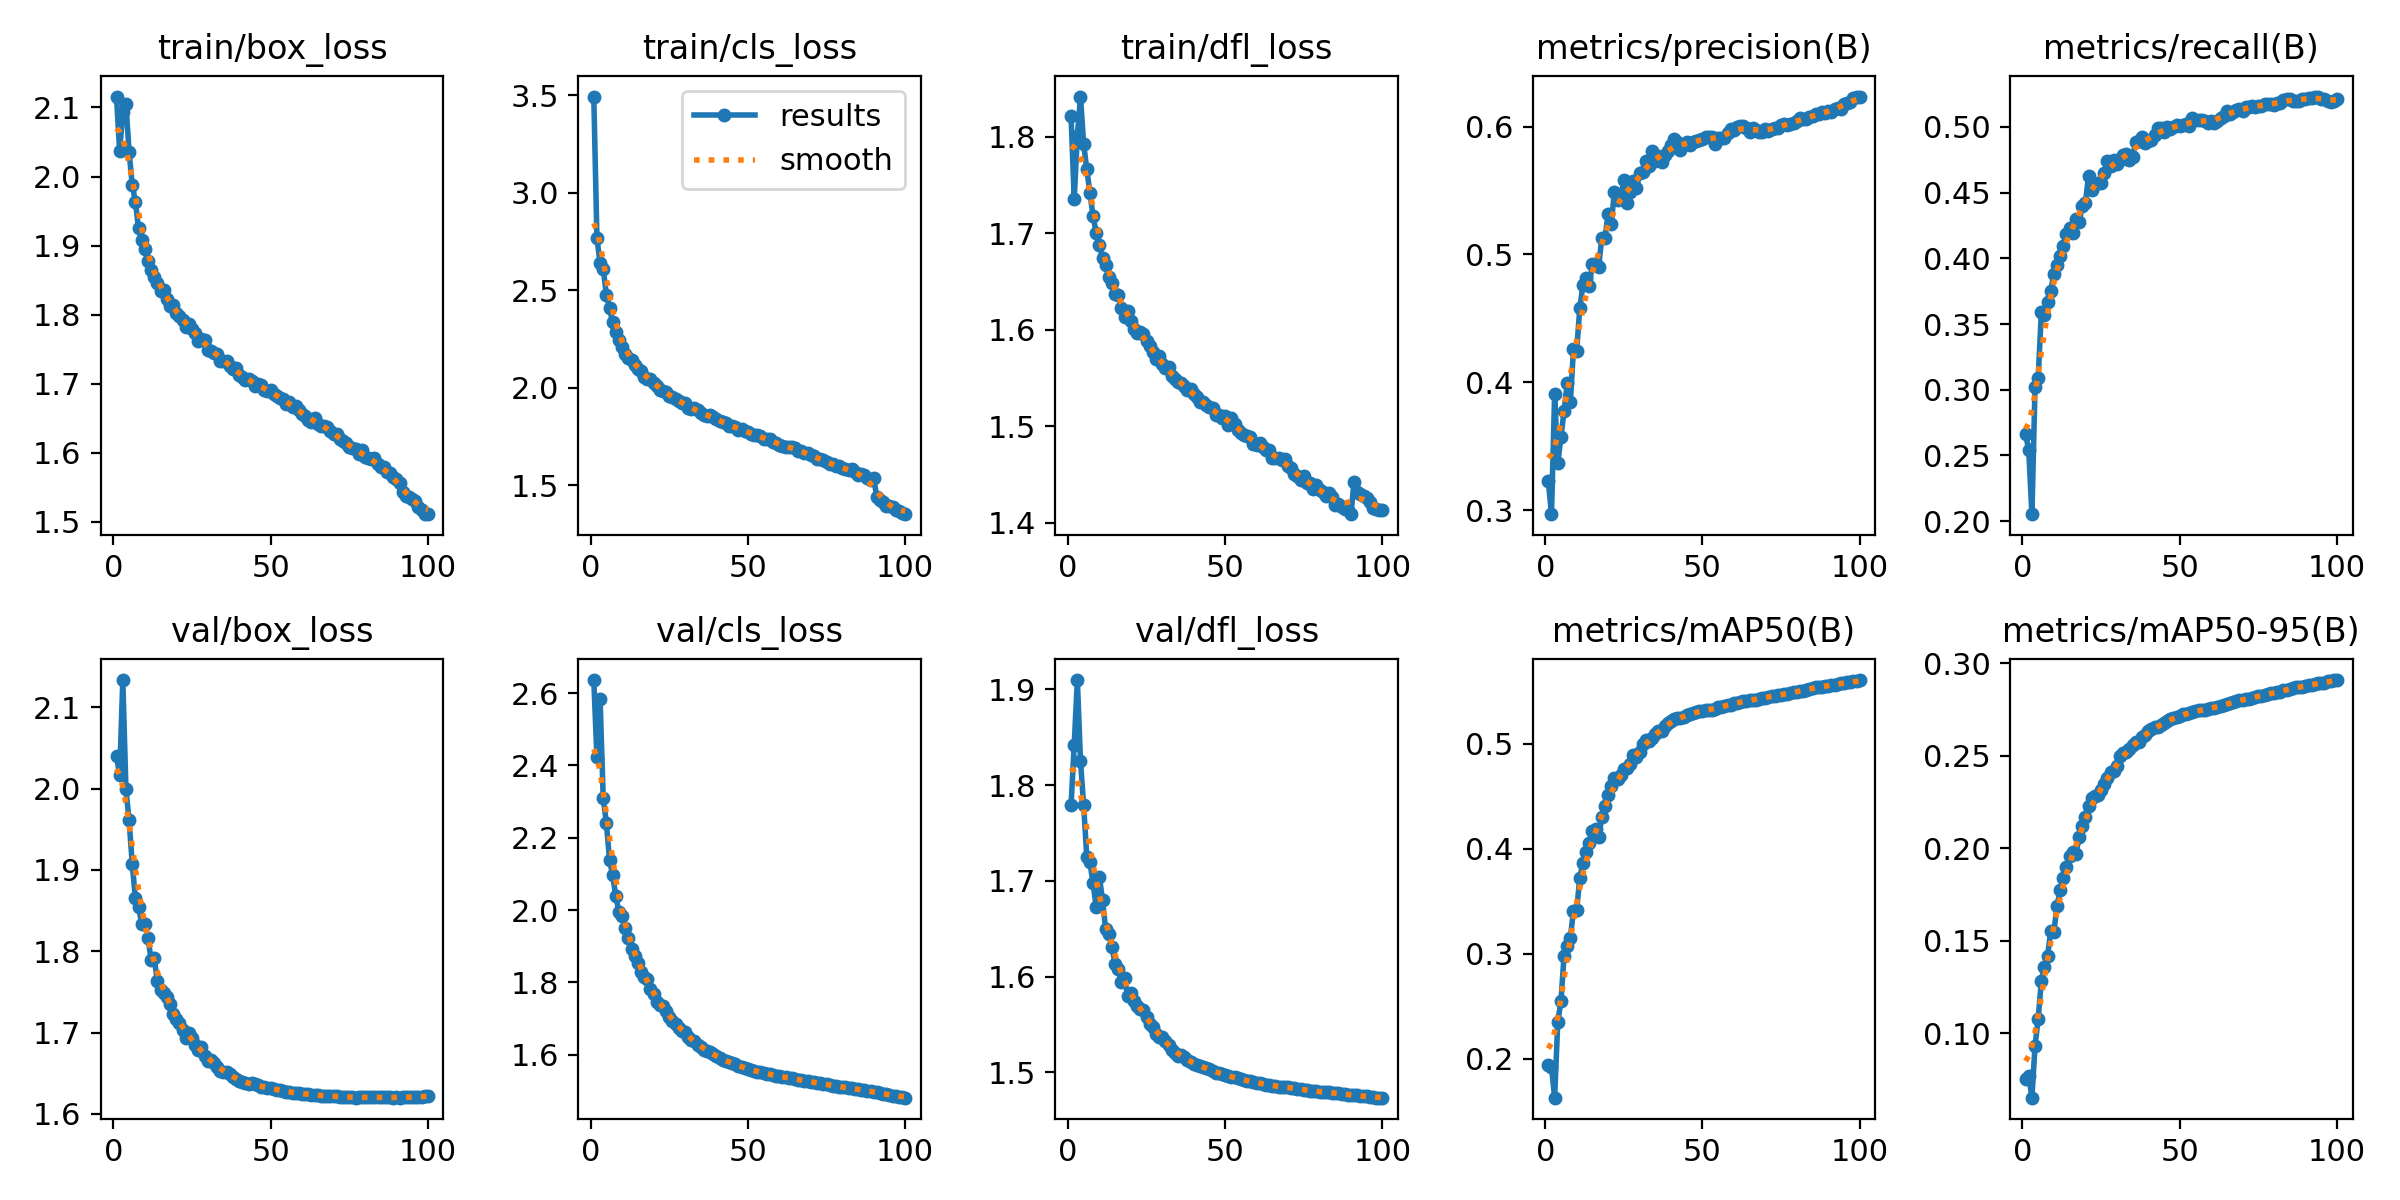 train/box_loss
2.1
2.0
1.9
1.8
1.7
1.6
1.5
0 50 100
train/cls_loss
results
smooth
3.5
3.0
2.5
2.0
1.5
0 50 100
train/dfl_loss
1.8
1.7
1.6
1.5
1.4
0 50 100
metrics/precision(B)
0.6
0.5
0.4
0.3
0 50 100
metrics/recall(B)
0.50
0.45
0.40
0.35
0.30
0.25
0.20
0 50 100
val/box_loss
2.1
2.0
1.9
1.8
1.7
1.6
0 50 100
val/cls_loss
2.6
2.4
2.2
2.0
1.8
1.6
0 50 100
val/dfl_loss
1.9
1.8
1.7
1.6
1.5
0 50 100
metrics/mAP50(B)
0.5
0.4
0.3
0.2
0 50 100
metrics/mAP50-95(B)
0.30
0.25
0.20
0.15
0.10
0 50 100